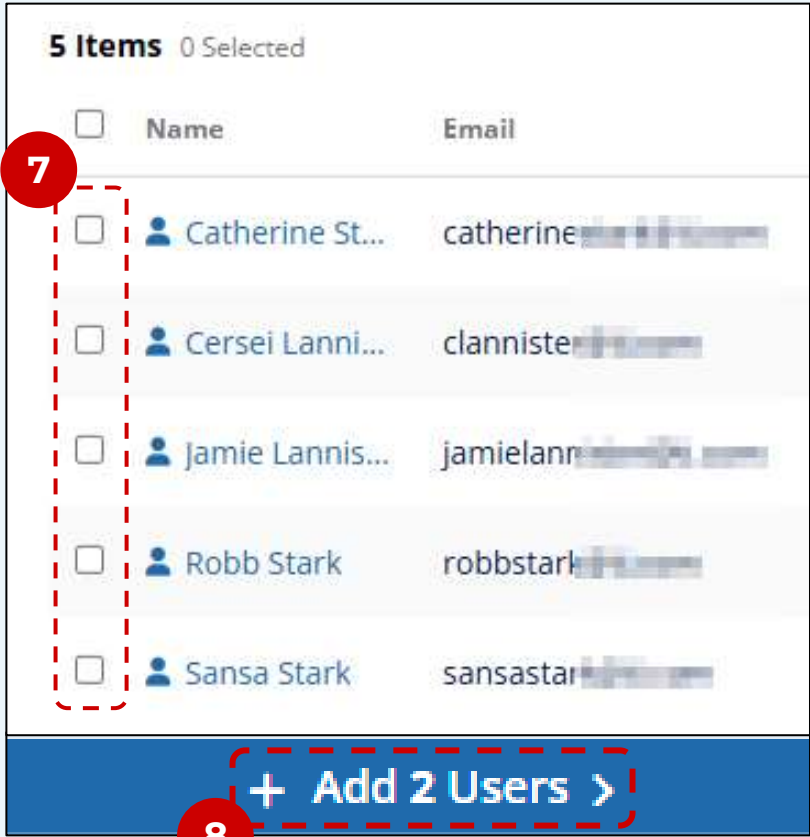 5 Items 0 Selected
Name Email
7
Catherine St... catherine
Cersei Lanni... clannister
Jamie Lannis... jamielann
Robb Stark robbstark
Sansa Stark sansastar
+ Add 2 Users >
8